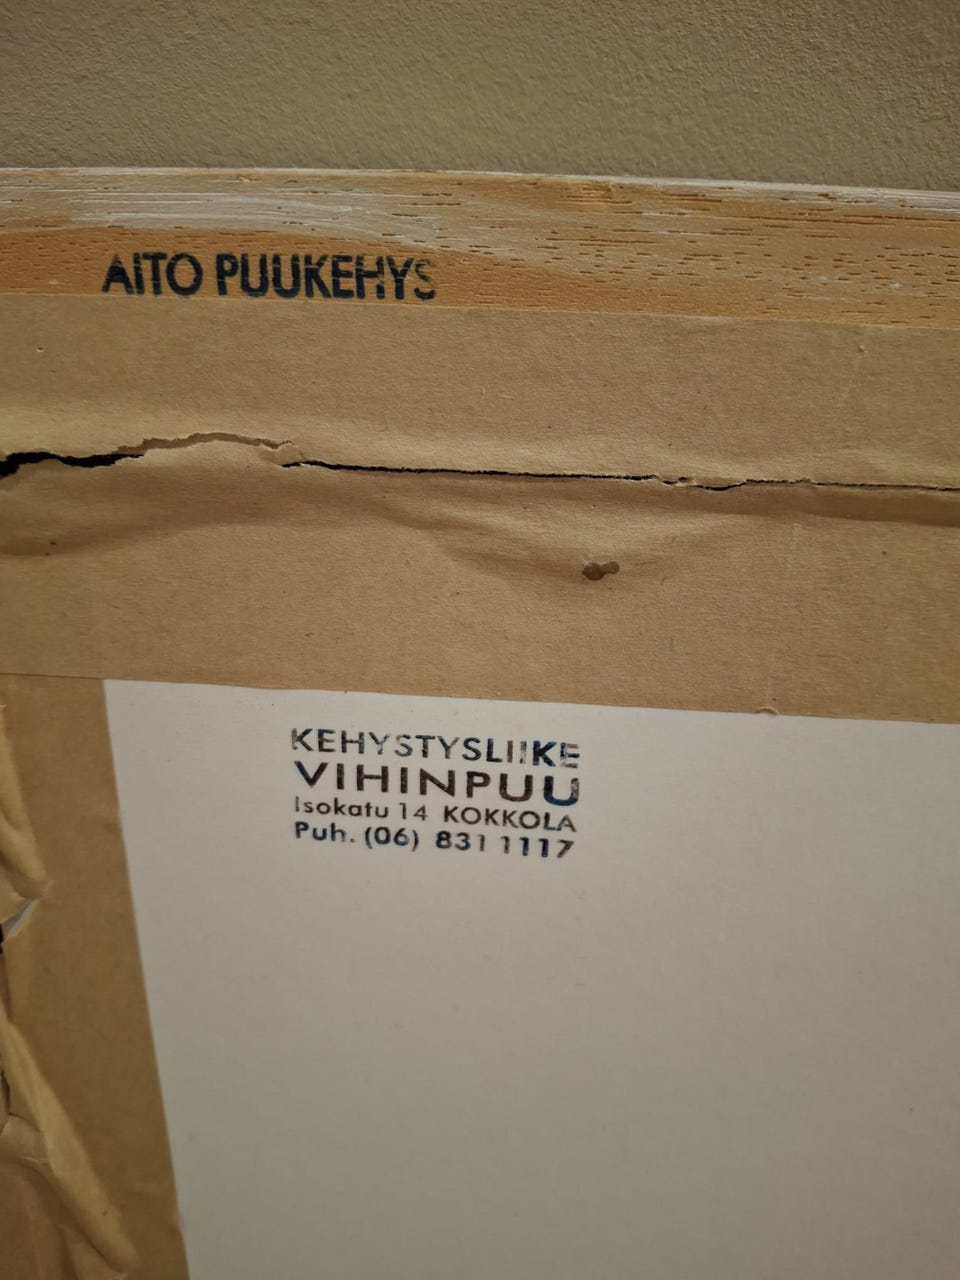 AITO PUUKEHYS
KEHYSTYSLIIKE
VIHINPUU
Isokatu 14 KOKKOLA
Puh. (06) 831 1117